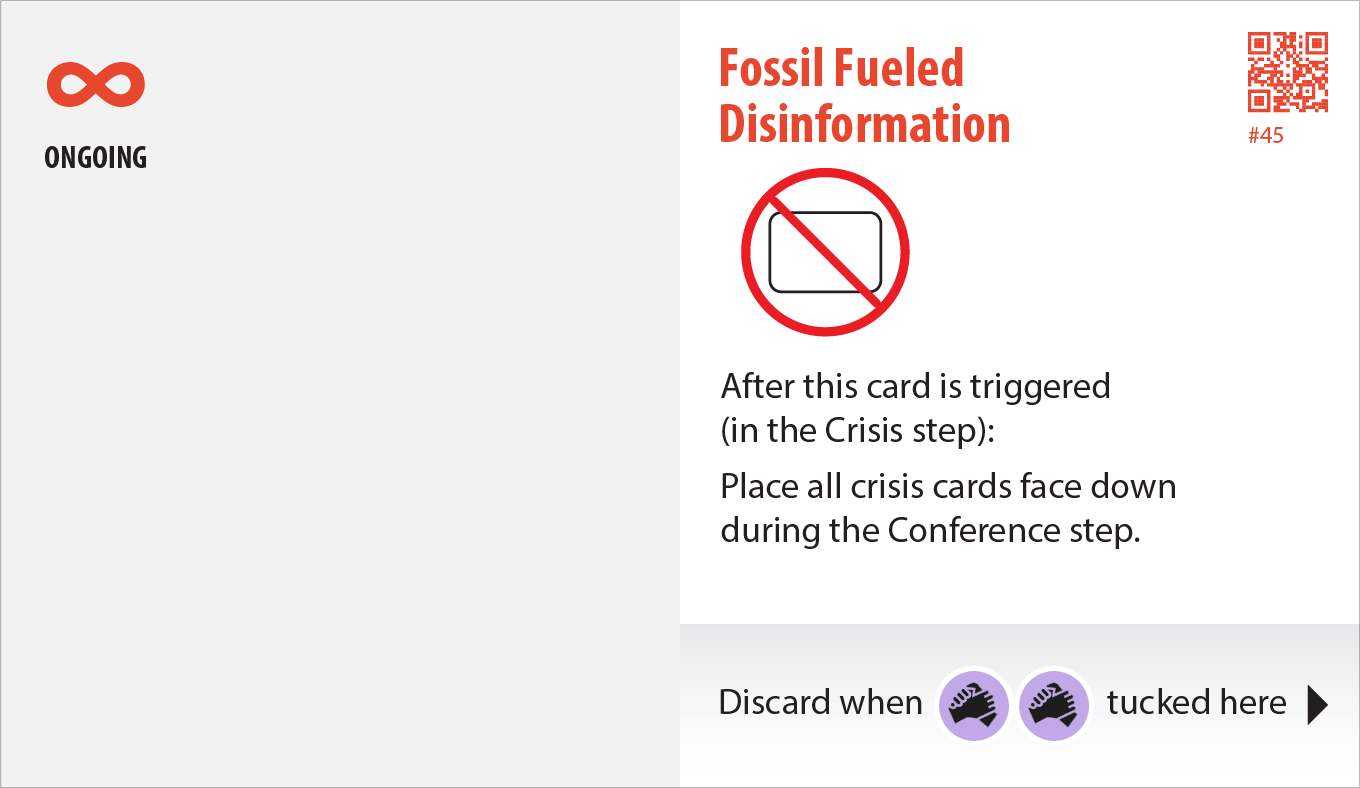 ONGOING
Fossil Fueled
Disinformation
#45
After this card is triggered
(in the Crisis step):
Place all crisis cards face down
during the Conference step.
Discard when tucked here